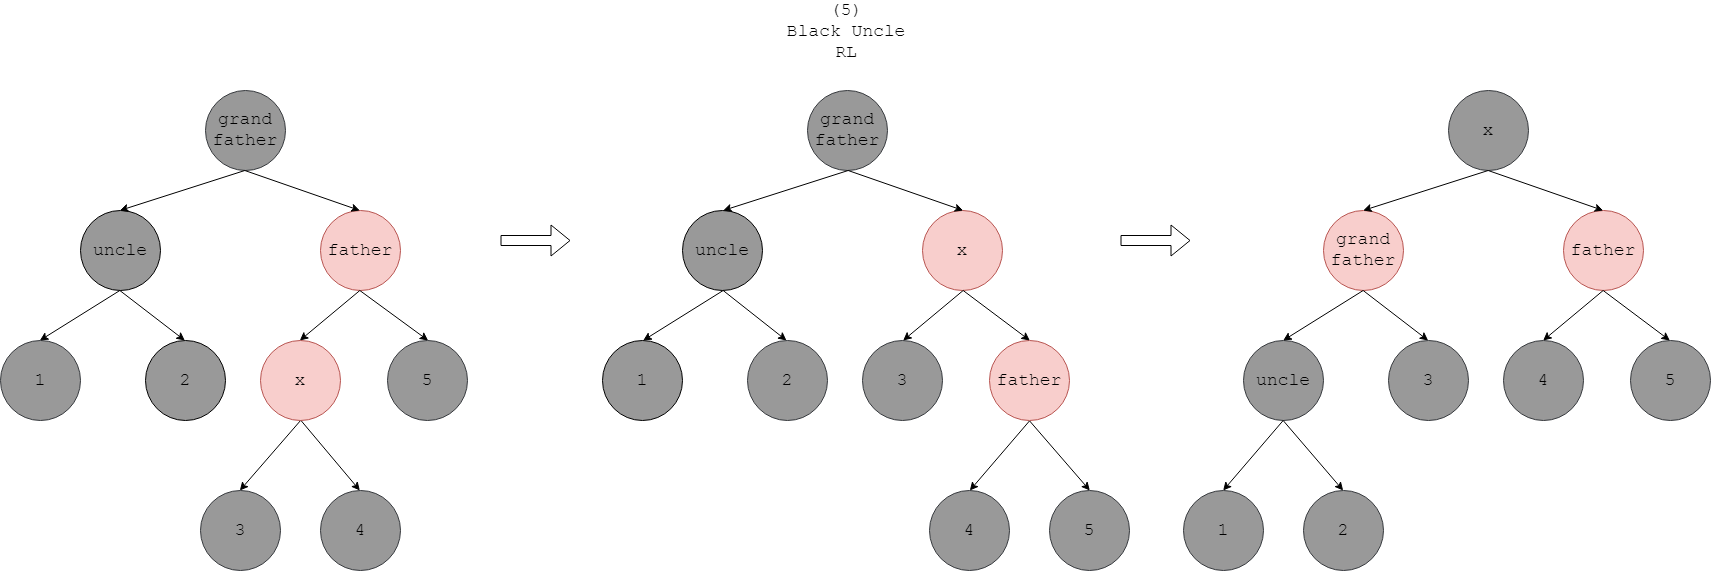 (5)
Black Uncle
RL
grand
father
grand
father
x
uncle
father
uncle
x
grand
father
father
1
2
x
5
1
2
3
father
uncle
3
4
5
3
4
4
5
1
2